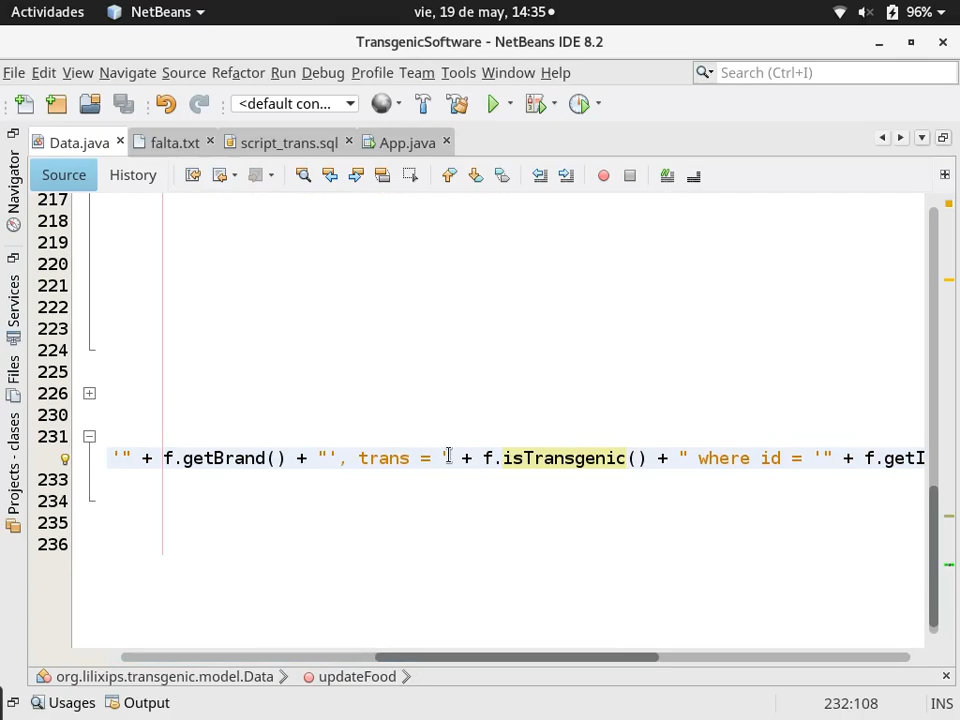 Actividades NetBeans vie, 19 de may, 14:35 96%
TransgenicSoftware - NetBeans IDE 8.2
File Edit View Navigate Source Refactor Run Debug Profile Team Tools Window Help Search (Ctrl+I)
<default con...
Data.java falta.txt script_trans.sql App.java
Source History
Navigator
Services
Files
Projects - clases
217
218
219
220
221
222
223
224
225
226
230
231
'" + f.getBrand() + "', trans = " + f.isTransgenic() + " where id = '" + f.getI
233
234
235
236
org.lilixips.transgenic.model.Data updateFood
Usages Output 232:108 INS